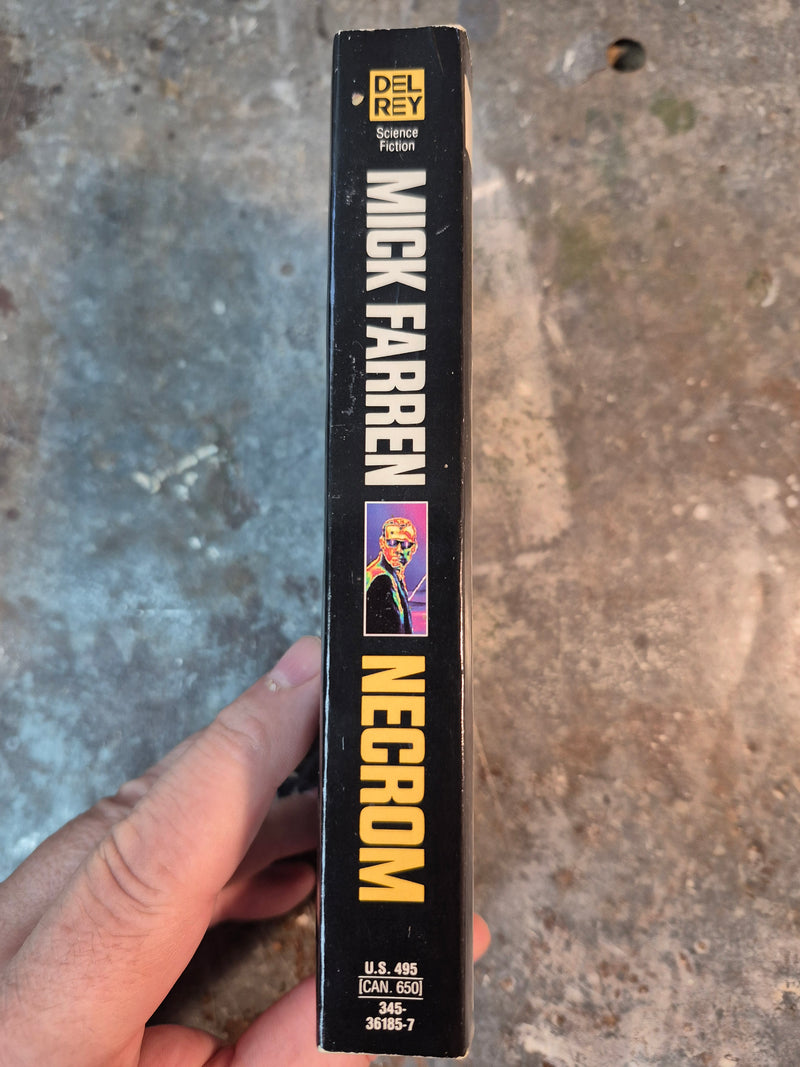 DEL
REY
Science
Fiction
MICK FARREN
NECROM
U.S. 495
[CAN. 650]
345-
36185-7